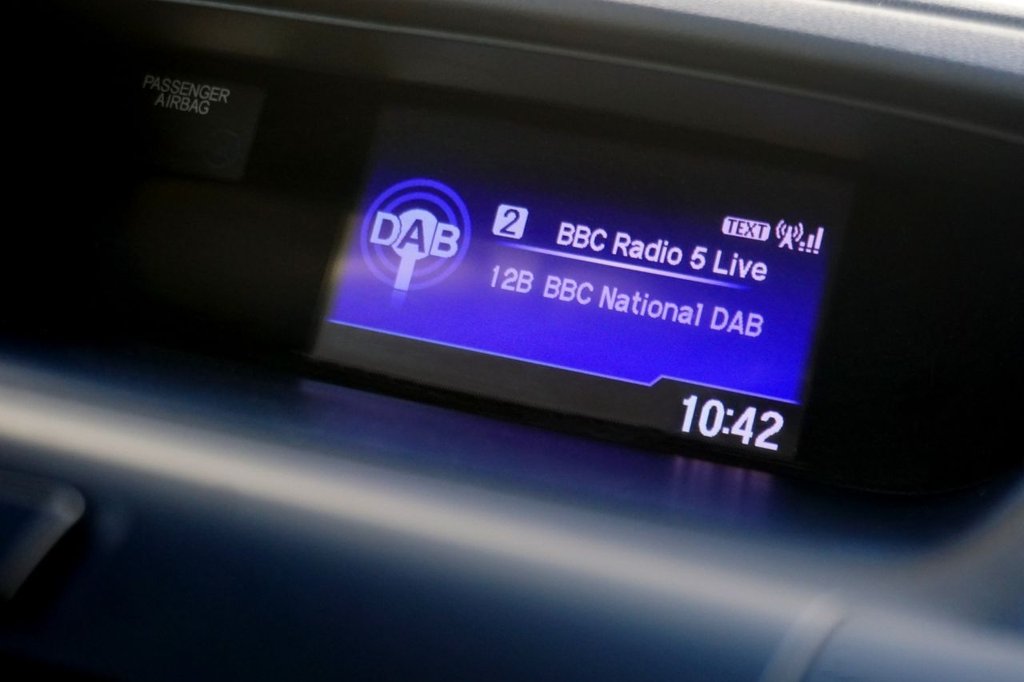 PASSENGER
AIRBAG
DAB
2 BBC Radio 5 Live TEXT
12B BBC National DAB
10:42